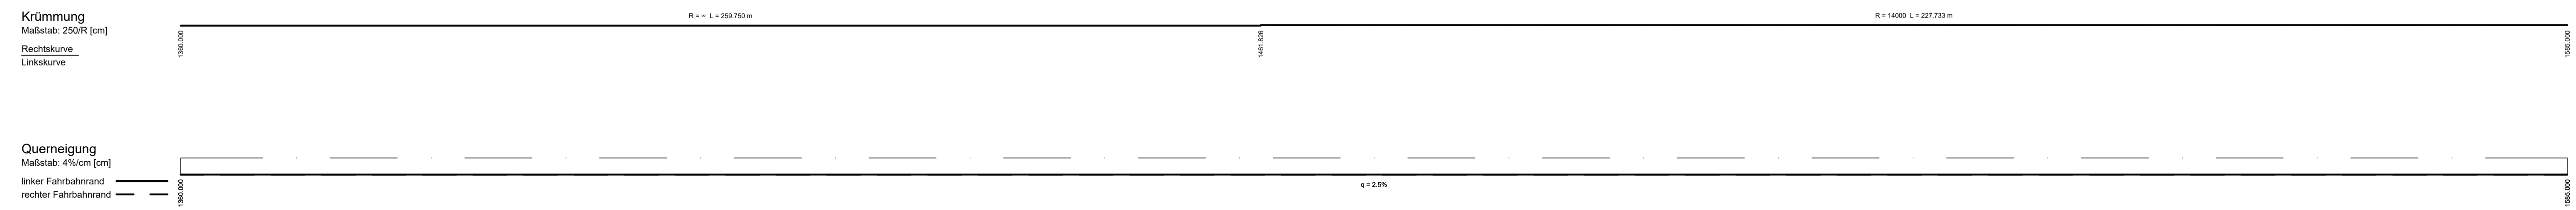 Krümmung
Maßstab: 250/R [cm]
Rechtskurve
Linkskurve
R = ∞ L = 259.750 m
R = 14000 L = 227.733 m
1360.000
1461.826
1585.000
Querneigung
Maßstab: 4%/cm [cm]
linker Fahrbahnrand
rechter Fahrbahnrand
1360.000
q = 2.5%
1585.000